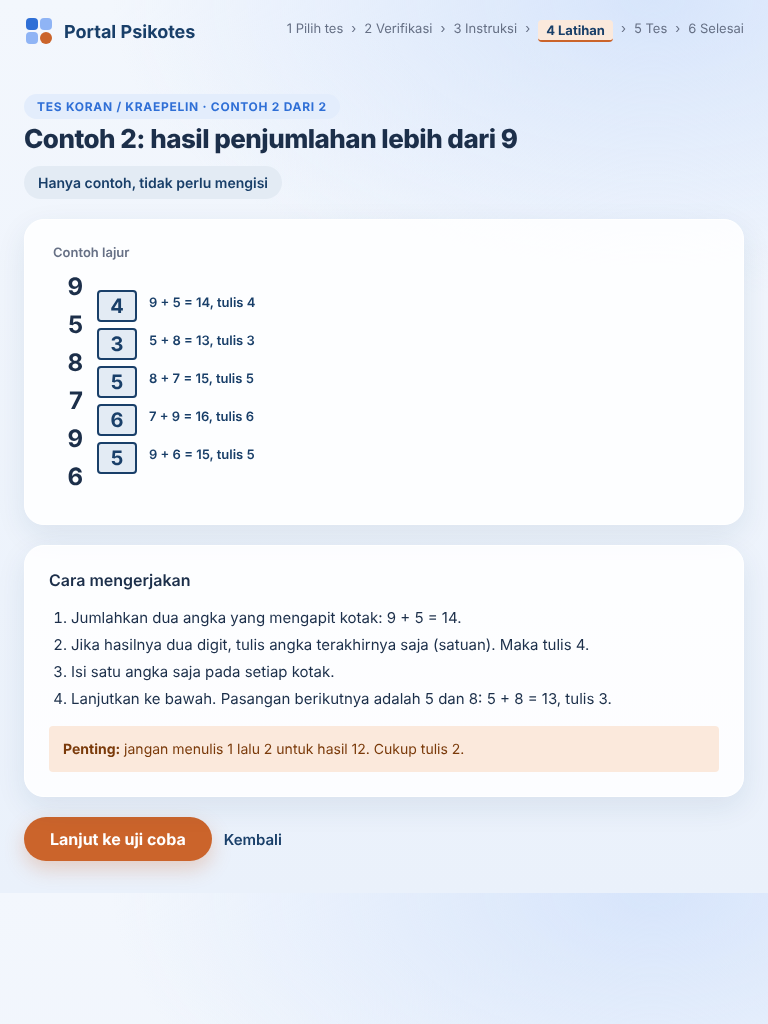 Portal Psikotes
1 Pilih tes › 2 Verifikasi › 3 Instruksi › 4 Latihan › 5 Tes › 6 Selesai
TES KORAN / KRAEPELIN · CONTOH 2 DARI 2
Contoh 2: hasil penjumlahan lebih dari 9
Hanya contoh, tidak perlu mengisi
Contoh lajur
9
4 9 + 5 = 14, tulis 4
5
3 5 + 8 = 13, tulis 3
8
5 8 + 7 = 15, tulis 5
7
6 7 + 9 = 16, tulis 6
9
5 9 + 6 = 15, tulis 5
6
Cara mengerjakan
1. Jumlahkan dua angka yang mengapit kotak: 9 + 5 = 14.
2. Jika hasilnya dua digit, tulis angka terakhirnya saja (satuan). Maka tulis 4.
3. Isi satu angka saja pada setiap kotak.
4. Lanjutkan ke bawah. Pasangan berikutnya adalah 5 dan 8: 5 + 8 = 13, tulis 3.
Penting: jangan menulis 1 lalu 2 untuk hasil 12. Cukup tulis 2.
Lanjut ke uji coba Kembali